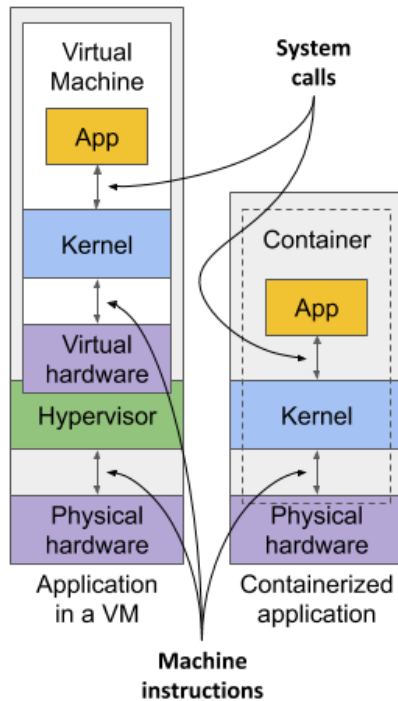 Virtual
Machine
App
Kernel
Virtual
hardware
Hypervisor
Physical
hardware
Application
in a VM
System
calls
Container
App
Kernel
Physical
hardware
Containerized
application
Machine
instructions